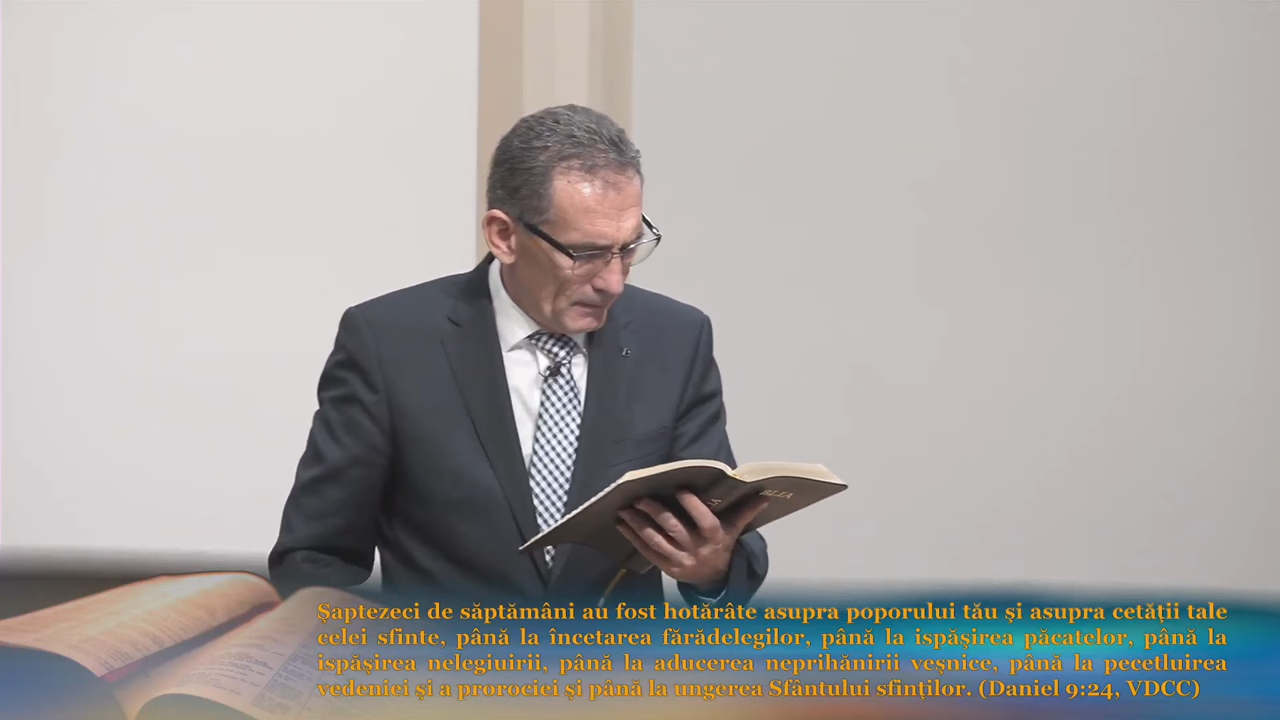 BIBLIA
Şaptezeci de săptămâni au fost hotărâte asupra poporului tău şi asupra cetăţii tale
celei sfinte, până la încetarea fărădelegilor, până la ispăşirea păcatelor, până la
ispăşirea nelegiuirii, până la aducerea neprihănirii veşnice, până la pecetluirea
vedeniei şi a prorociei şi până la ungerea Sfântului sfinţilor. (Daniel 9:24, VDCC)